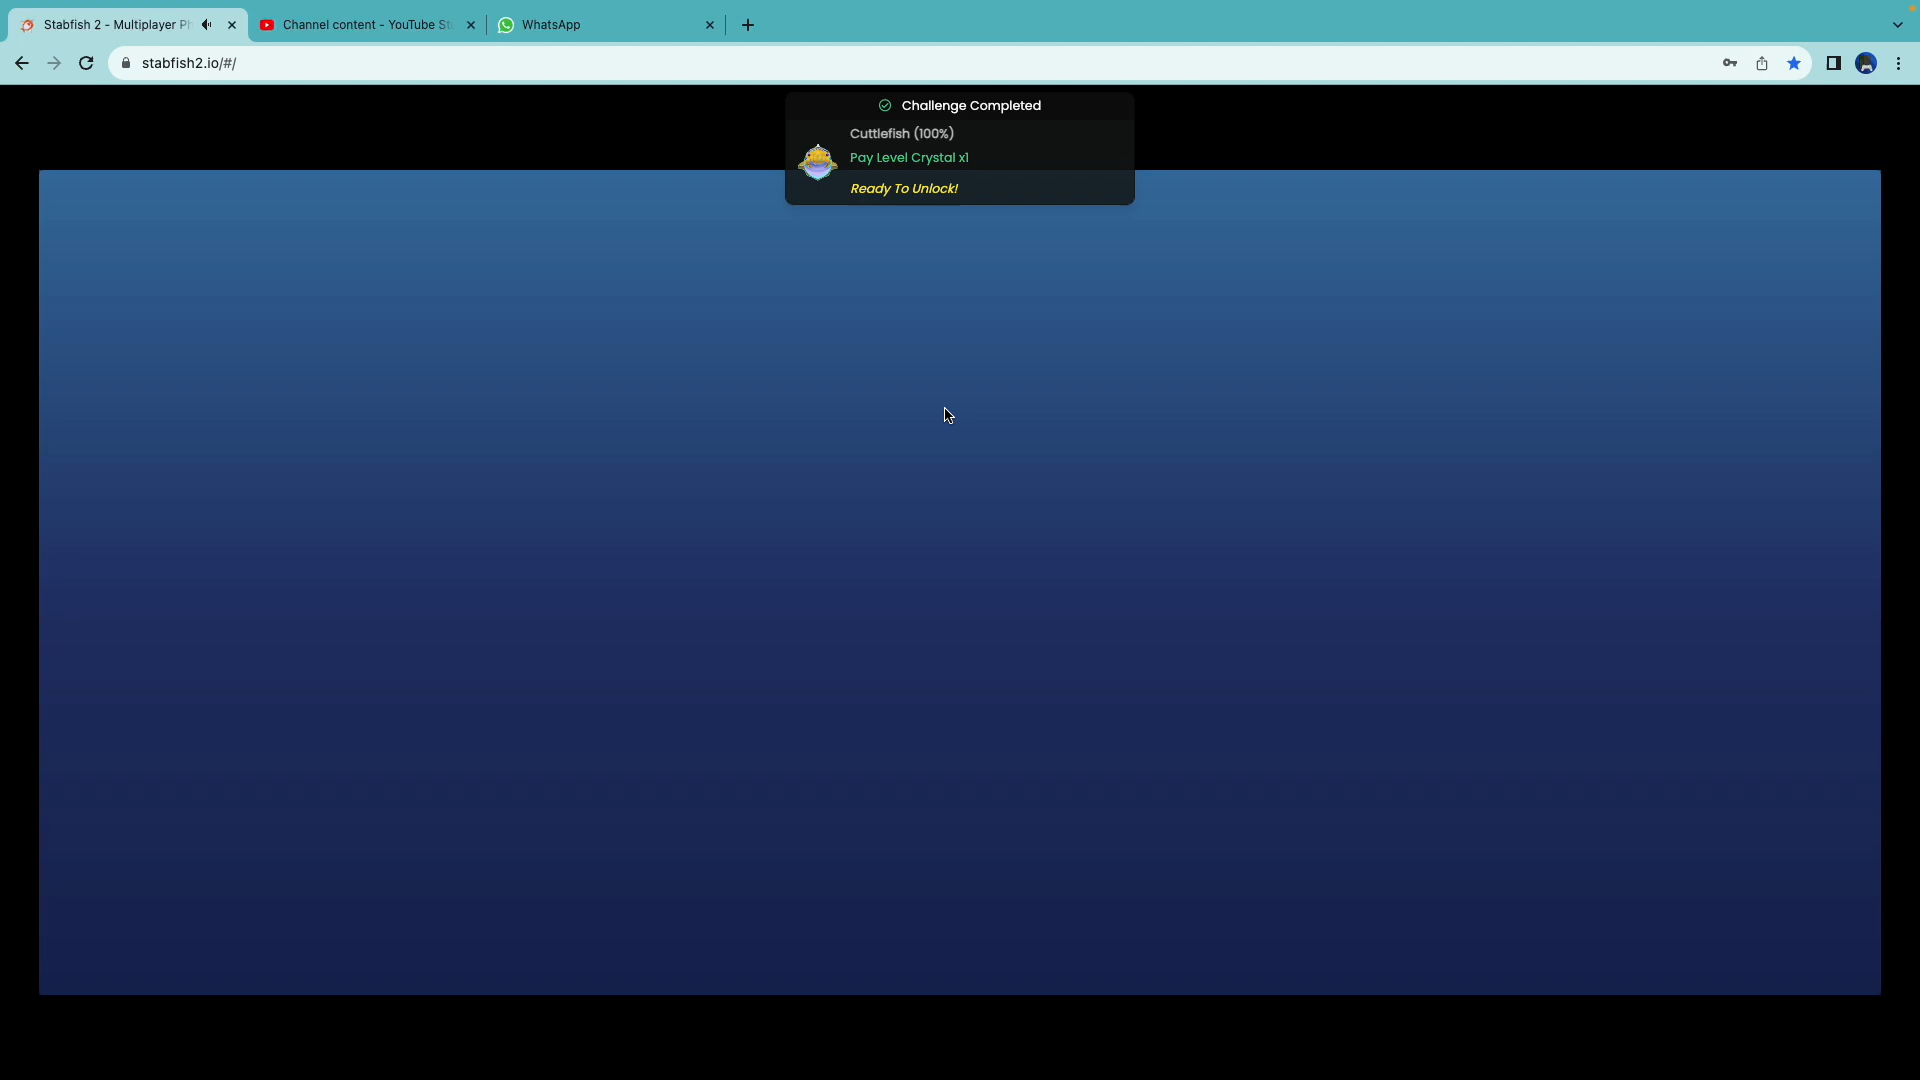 Stabfish 2 - Multiplayer Ph
Channel content - YouTube St
WhatsApp
stabfish2.io/#/
Challenge Completed
Cuttlefish (100%)
Pay Level Crystal x1
Ready To Unlock!